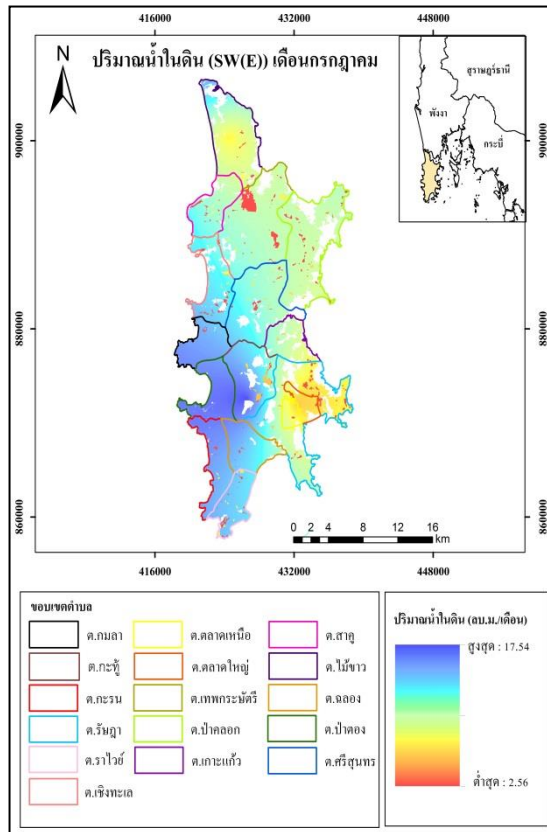 416000 432000 448000
N
ปริมาณน้ำในดิน (SW(E)) เดือนกรกฎาคม
สุราษฎร์ธานี
พังงา
กระบี่
900000 900000
880000 880000
860000 860000
0 1 2 4 8 12 16
km
416000 432000 448000
ขอบเขตตำบล
ต.กมลา
ต.กะทู้
ต.กะรน
ต.รัษฎา
ต.ราไวย์
ต.เชิงทะเล
ต.ตลาดเหนือ
ต.ตลาดใหญ่
ต.เทพกระษัตรี
ต.ป่าคลอก
ต.เกาะแก้ว
ต.สาคู
ต.ไม้ขาว
ต.ฉลอง
ต.ป่าตอง
ต.ศรีสุนทร
ปริมาณน้ำในดิน (ลบ.ม./เดือน)
สูงสุด : 17.54
ต่ำสุด : 2.56